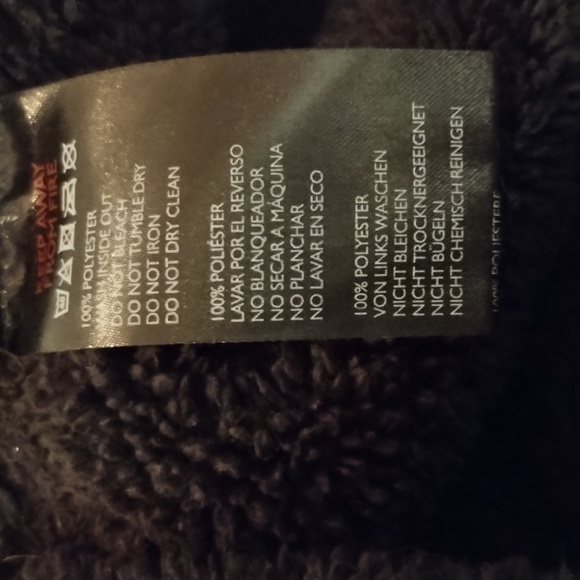 KEEP AWAY
FROM FIRE
100% POLYESTER
WASH INSIDE OUT
DO NOT BLEACH
DO NOT TUMBLE DRY
DO NOT IRON
DO NOT DRY CLEAN
100% POLIÉSTER
LAVAR POR EL REVERSO
NO BLANQUEADOR
NO SECAR A MÁQUINA
NO PLANCHAR
NO LAVAR EN SECO
100% POLYESTER
VON LINKS WASCHEN
NICHT BLEICHEN
NICHT TROCKNERGEEIGNET
NICHT BÜGELN
NICHT CHEMISCH REINIGEN
100% POLIESTERE